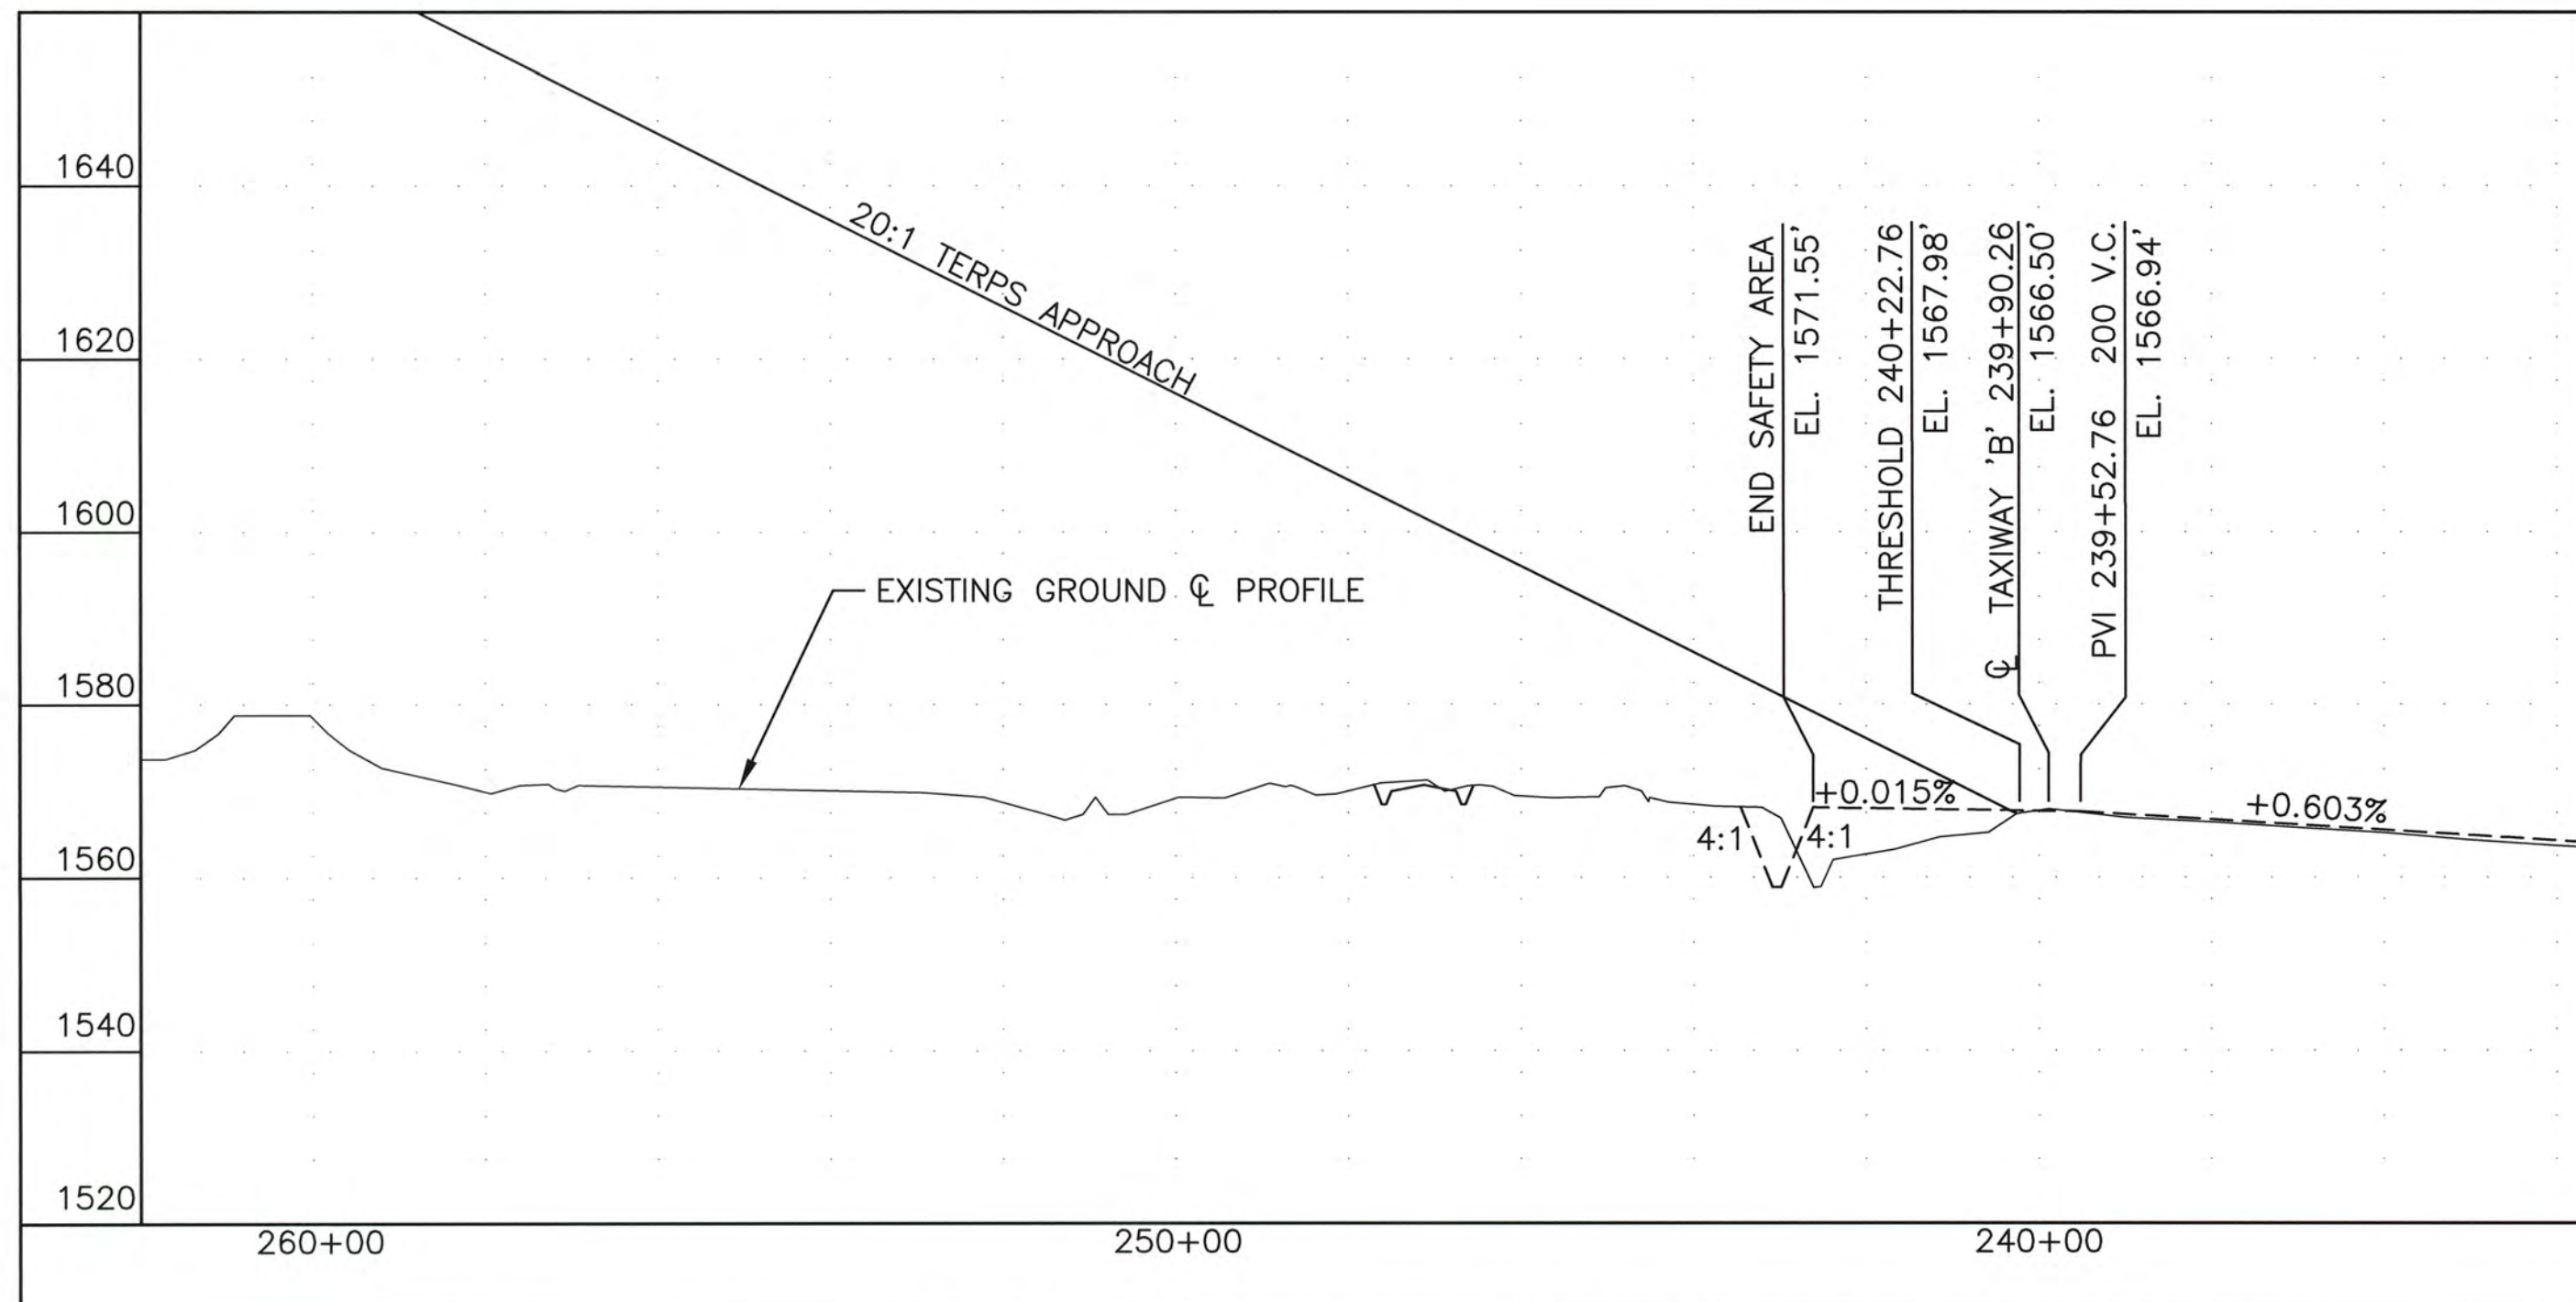 1640
1620
1600
1580
1560
1540
1520
20:1 TERPS APPROACH
EXISTING GROUND ℄ PROFILE
END SAFETY AREA
EL. 1571.55'
THRESHOLD 240+22.76
EL. 1567.98'
℄ TAXIWAY 'B' 239+90.26
EL. 1566.50'
PVI 239+52.76 200 V.C.
EL. 1566.94'
+0.015%
+0.603%
4:1
4:1
260+00
250+00
240+00